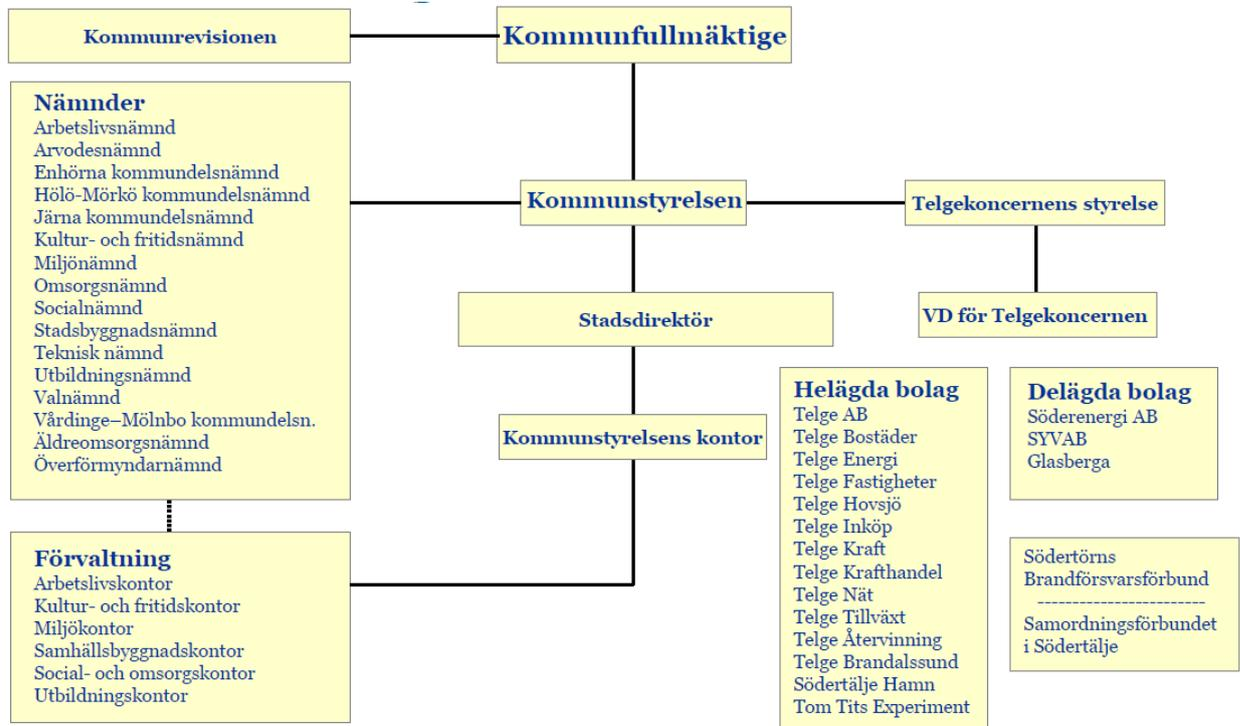 Kommunrevisionen
Kommunfullmäktige
Nämnder
Arbetslivsnämnd
Arvodesnämnd
Enhörna kommundelsnämnd
Hölö-Mörkö kommundelsnämnd
Järna kommundelsnämnd
Kultur- och fritidsnämnd
Miljönämnd
Omsorgsnämnd
Socialnämnd
Stadsbyggnadsnämnd
Teknisk nämnd
Utbildningsnämnd
Valnämnd
Vårdinge–Mölnbo kommundelsn.
Äldreomsorgsnämnd
Överförmyndarnämnd
Kommunstyrelsen
Telgekoncernens styrelse
Stadsdirektör
VD för Telgekoncernen
Kommunstyrelsens kontor
Förvaltning
Arbetslivskontor
Kultur- och fritidskontor
Miljökontor
Samhällsbyggnadskontor
Social- och omsorgskontor
Utbildningskontor
Helägda bolag
Telge AB
Telge Bostäder
Telge Energi
Telge Fastigheter
Telge Hovsjö
Telge Inköp
Telge Kraft
Telge Krafthandel
Telge Nät
Telge Tillväxt
Telge Återvinning
Telge Brandalssund
Södertälje Hamn
Tom Tits Experiment
Delägda bolag
Söderenergi AB
SYVAB
Glasberga
Södertörns
Brandförsvarsförbund
------------------------
Samordningsförbundet
i Södertälje